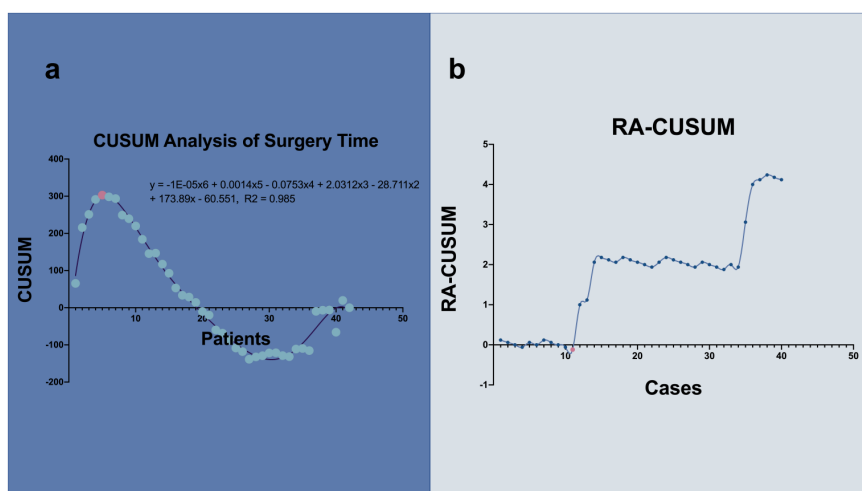 a
CUSUM Analysis of Surgery Time
y = -1E-05x6 + 0.0014x5 - 0.0753x4 + 2.0312x3 - 28.711x2
+ 173.89x - 60.551, R2 = 0.985
CUSUM
400
300
200
100
0
-100
-200
10
20
30
40
50
Patients
b
RA-CUSUM
RA-CUSUM
5
4
3
2
1
0
-1
10
20
30
40
50
Cases